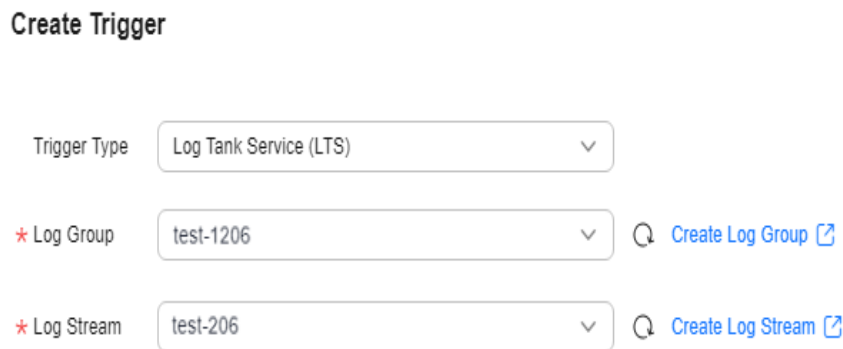 Create Trigger
Trigger Type Log Tank Service (LTS)
* Log Group test-1206 Create Log Group
* Log Stream test-206 Create Log Stream